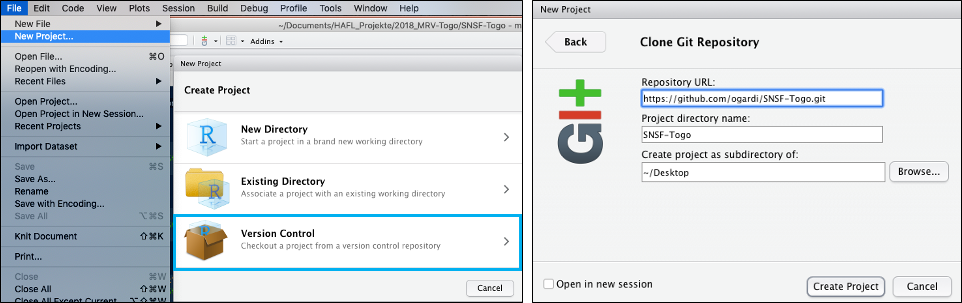 File Edit Code View Plots Session Build Debug Profile Tools Window Help
~/Documents/HAFL_Projekte/2018_MRV-Togo/SNSF-Togo - m
Addins
New File
New Project...
Open File... ⌘O
Reopen with Encoding...
Recent Files
Open Project...
Open Project in New Session...
Recent Projects
Import Dataset
Save ⌘S
Save As...
Rename
Save with Encoding...
Save All ⌥⌘S
Knit Document ⇧⌘K
Print...
Close ⌘W
Close All ⇧⌘W
Close All Except Current ⌥⇧⌘W
New Project
Create Project
R
New Directory
Start a project in a brand new working directory
R
Existing Directory
Associate a project with an existing working directory
Version Control
Checkout a project from a version control repository
Cancel
New Project
Back
Clone Git Repository
GIt
Repository URL:
https://github.com/ogardi/SNSF-Togo.git
Project directory name:
SNSF-Togo
Create project as subdirectory of:
~/Desktop
Browse...
Open in new session
Create Project
Cancel